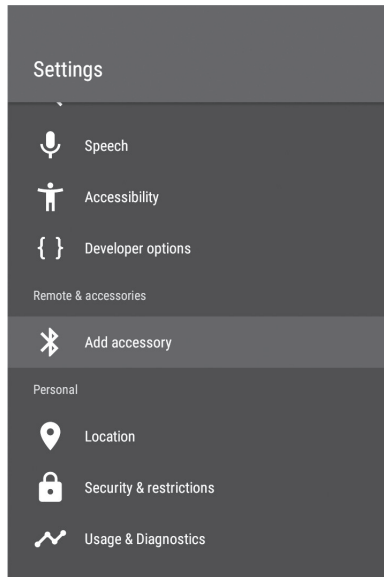 Settings
Speech
Accessibility
Developer options
Remote & accessories
Add accessory
Personal
Location
Security & restrictions
Usage & Diagnostics